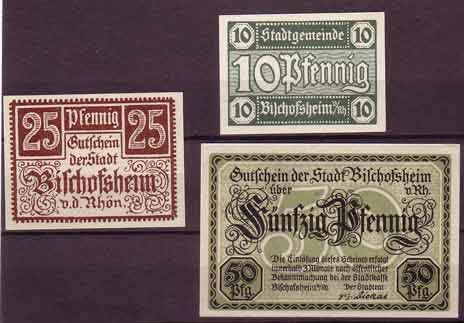 25 Pfennig 25
Gutschein
der Stadt
Bischofsheim
v. d. Rhön
10 Stadtgemeinde 10
10 Pfennig
10 Bischofsheim v/Rh. 10
Gutschein der Stadt Bischofsheim
über v. Rh.
50
Fünfzig Pfennig
Die Einlösung dieses Scheines erfolgt
innerhalb 3 Monate nach öffentlicher
Bekanntmachung bei der Stadtkasse
Bischofsheim v/Rh. Der Stadtrat
50 Pfg. 50 Pfg.